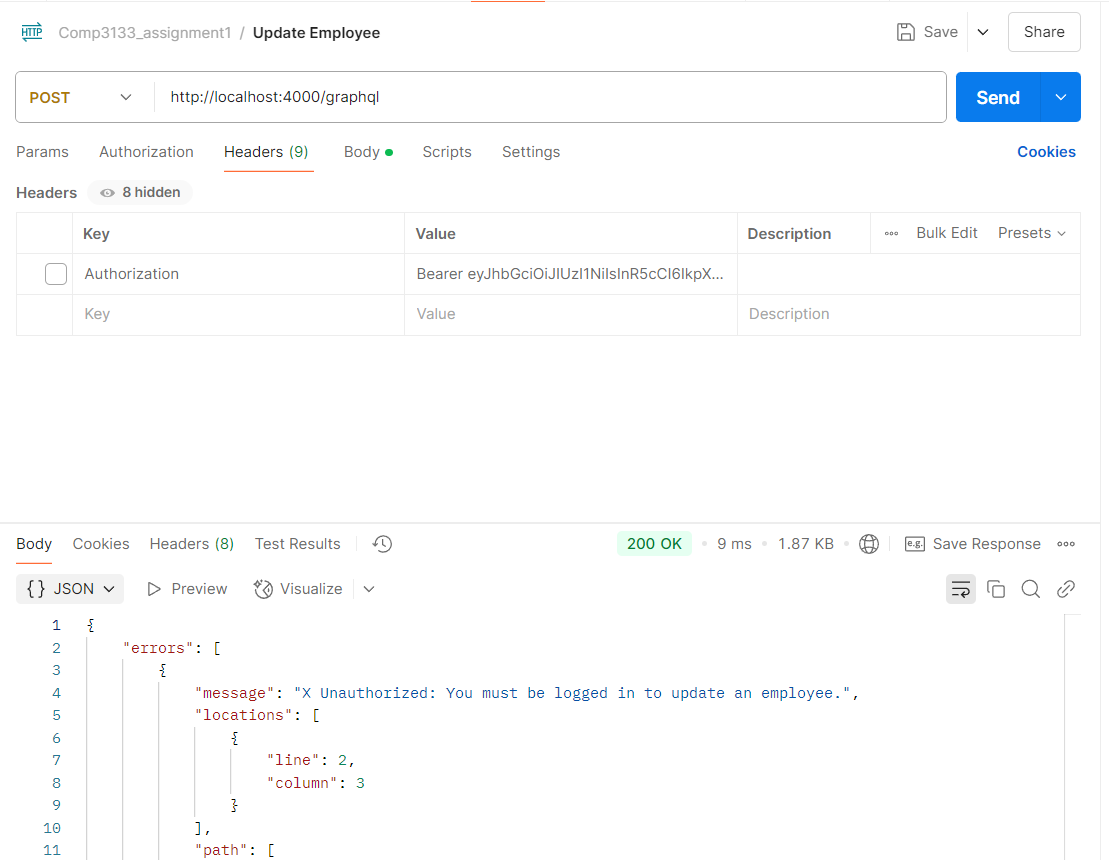 HTTP Comp3133_assignment1 / Update Employee Save Share
POST http://localhost:4000/graphql Send
Params Authorization Headers (9) Body Scripts Settings Cookies
Headers 8 hidden
Key Value Description Bulk Edit Presets
Authorization Bearer eyJhbGciOiJIUzI1NiIsInR5cCI6IkpX...
Key Value Description
Body Cookies Headers (8) Test Results 200 OK 9 ms 1.87 KB e.g. Save Response
{} JSON Preview Visualize
1 {
2 "errors": [
3 {
4 "message": "X Unauthorized: You must be logged in to update an employee.",
5 "locations": [
6 {
7 "line": 2,
8 "column": 3
9 }
10 ],
11 "path": [